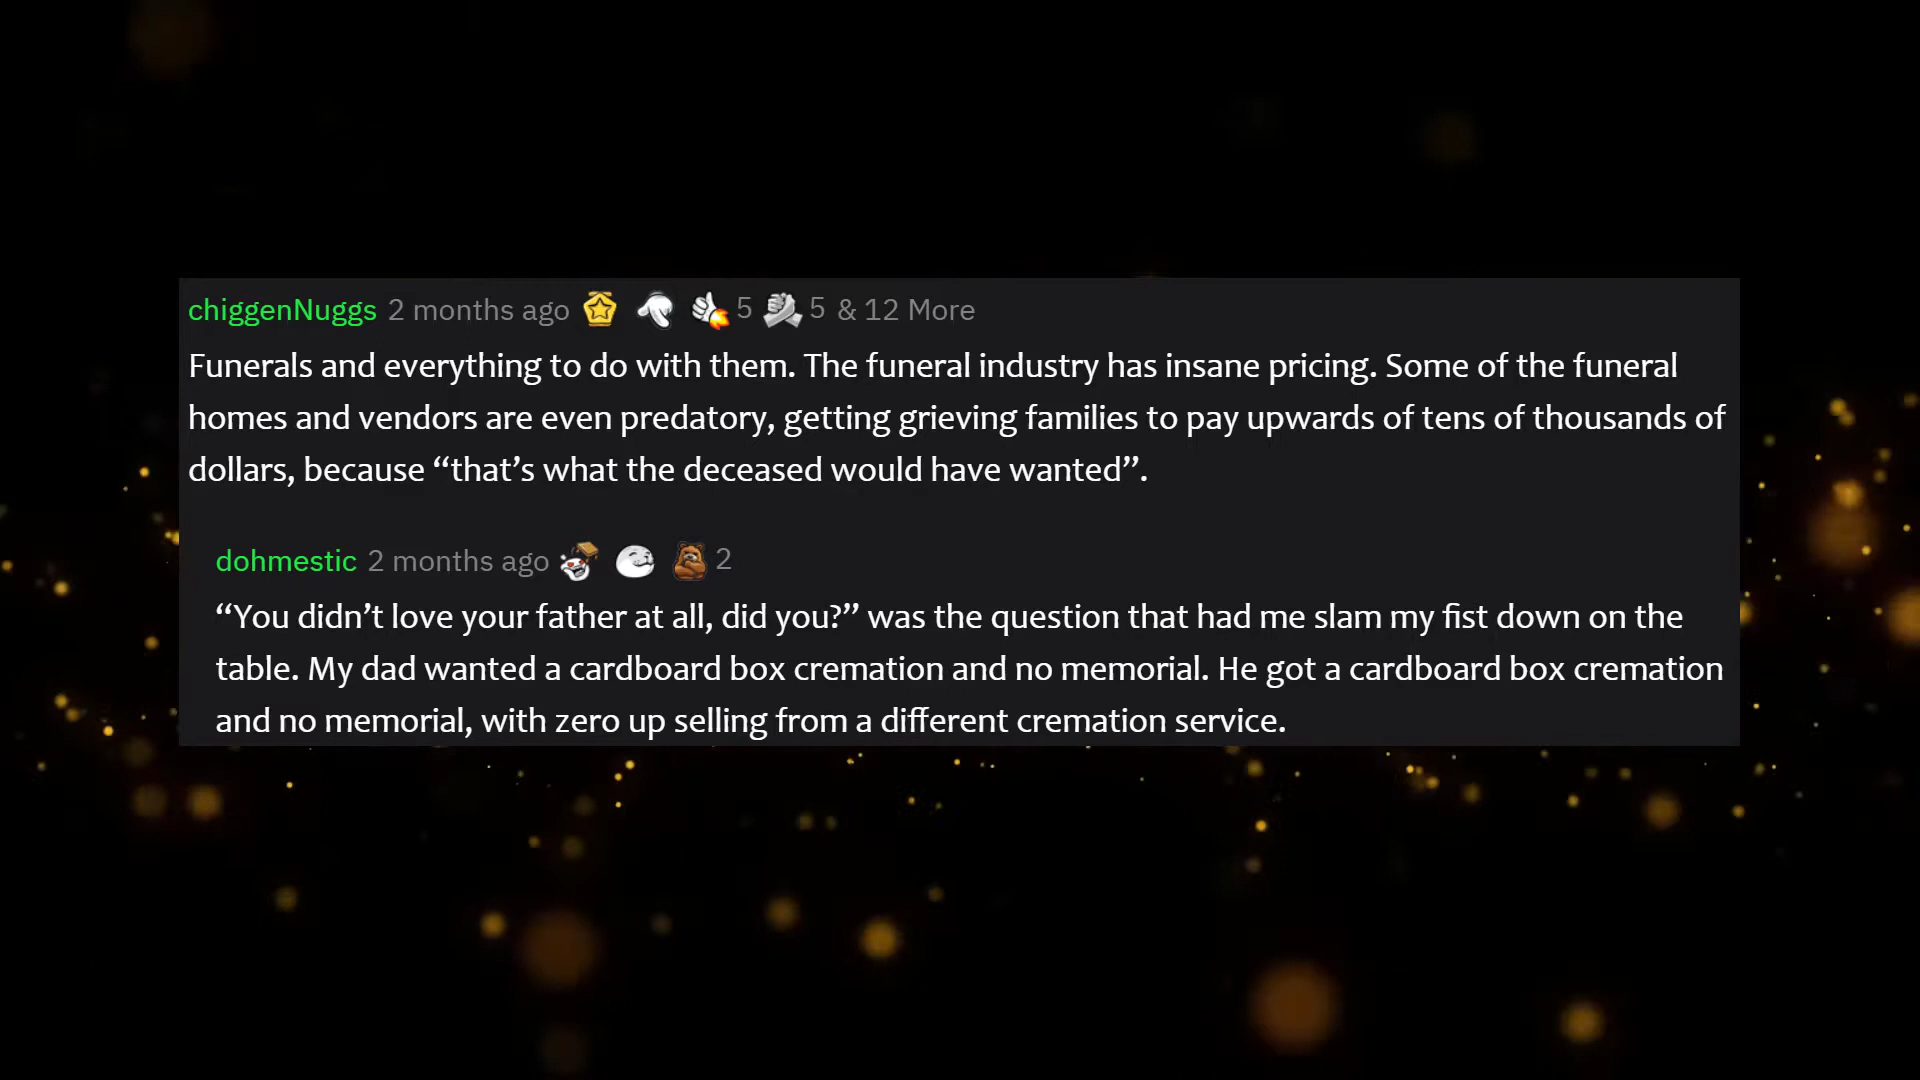 chiggenNuggs 2 months ago 5 5 & 12 More
Funerals and everything to do with them. The funeral industry has insane pricing. Some of the funeral
homes and vendors are even predatory, getting grieving families to pay upwards of tens of thousands of
dollars, because “that’s what the deceased would have wanted”.
dohmestic 2 months ago 2
“You didn’t love your father at all, did you?” was the question that had me slam my fist down on the
table. My dad wanted a cardboard box cremation and no memorial. He got a cardboard box cremation
and no memorial, with zero up selling from a different cremation service.